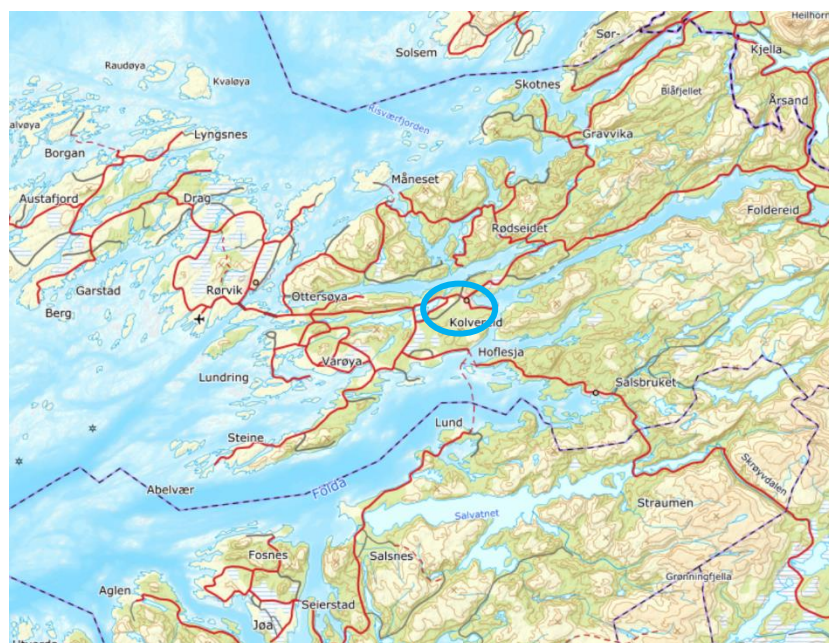 Heilhorn
Sør-
Solsem
Kjella
Raudøya
Kvaløya
Skotnes
Blåfjellet
Årsand
Risværfjorden
Lyngsnes
Gravvika
Borgan
Måneset
Austafjord
Drag
Foldereid
Rødseidet
Garstad
Rørvik
Ottersøya
Berg
Kolvereid
Hoflesja
Værøya
Lundring
Salsbruket
Lund
Steine
Abelvær
Folda
Skrøyvdalen
Straumen
Salvatnet
Fosnes
Salsnes
Grønningfjella
Aglen
Seierstad
Jøa